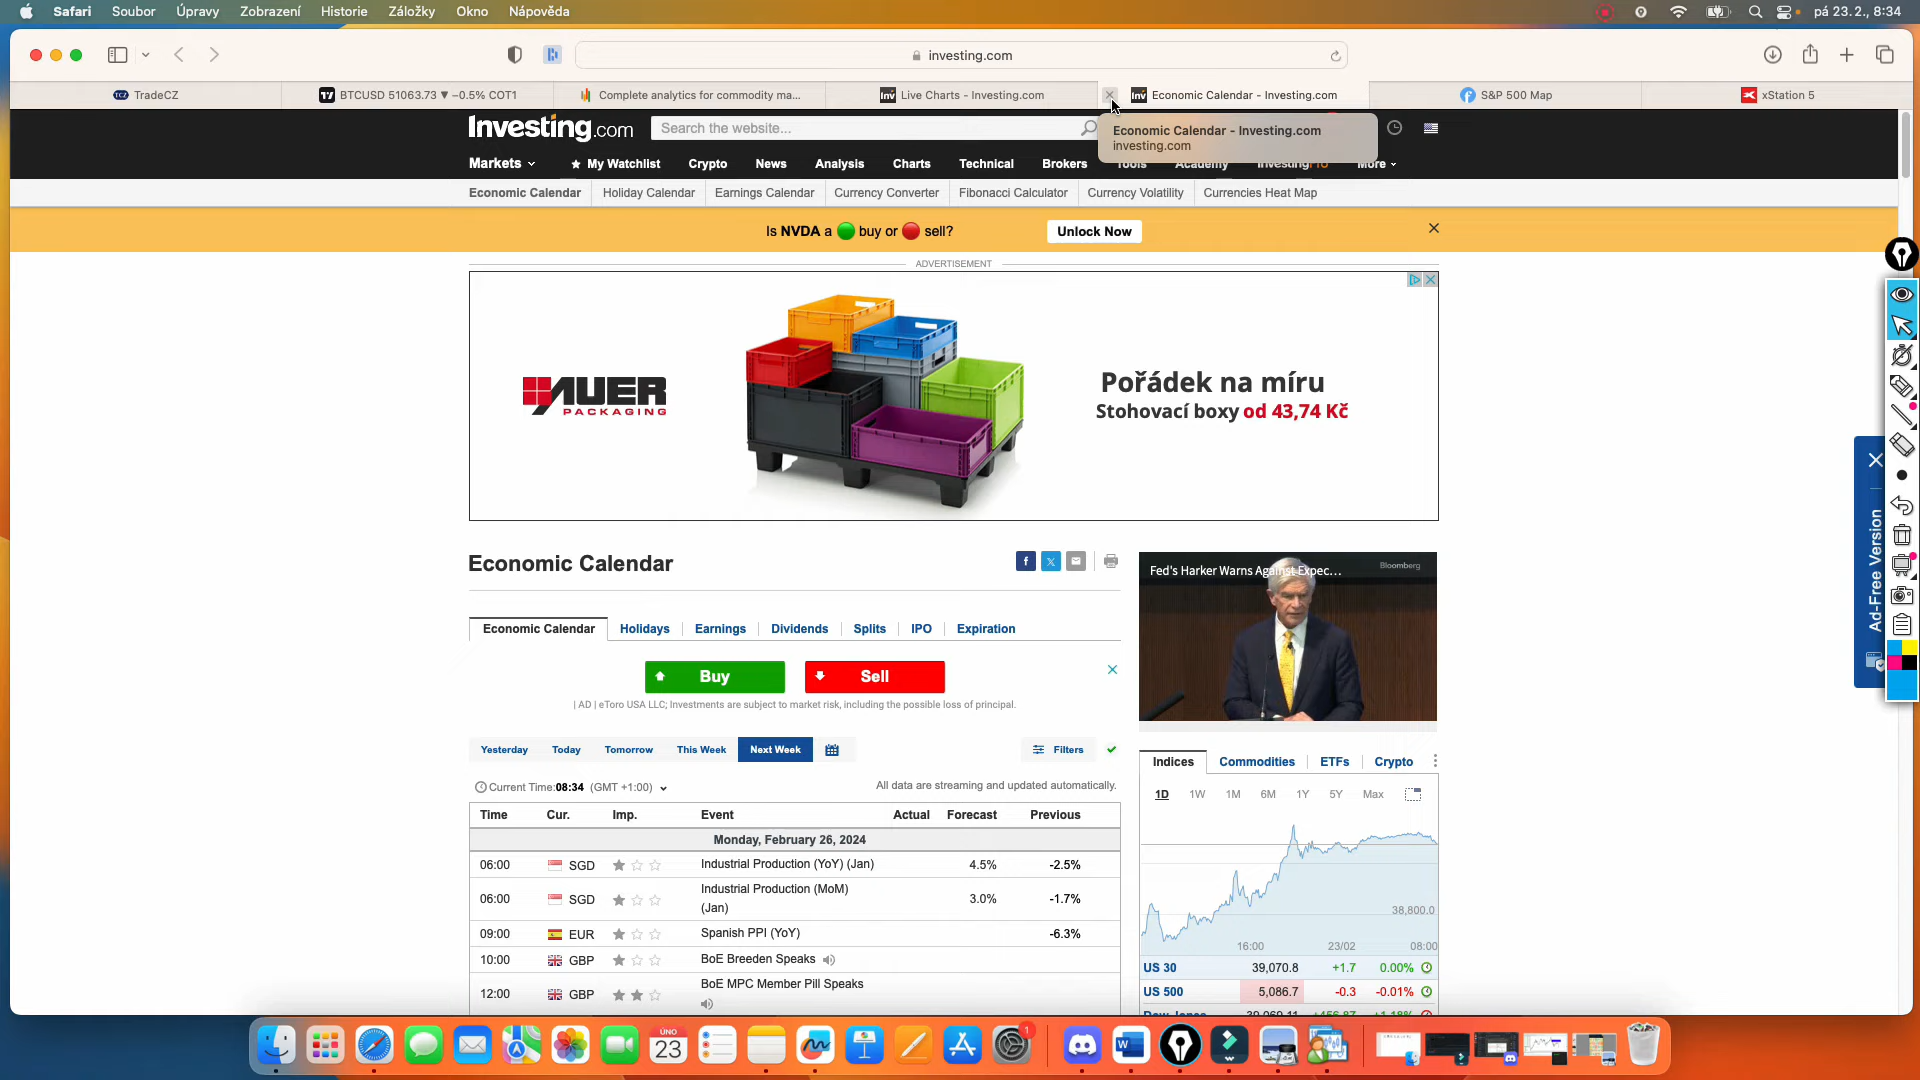 Safari Soubor Úpravy Zobrazení Historie Záložky Okno Nápověda pá 23. 2., 8:34
investing.com
TradeCZ BTCUSD 51063.73 ▼ −0.5% COT1 Complete analytics for commodity ma... Live Charts - Investing.com Economic Calendar - Investing.com S&P 500 Map xStation 5
Investing.com Search the website...
Economic Calendar - Investing.com
investing.com
Markets My Watchlist Crypto News Analysis Charts Technical Brokers Tools Academy InvestingPro More
Economic Calendar Holiday Calendar Earnings Calendar Currency Converter Fibonacci Calculator Currency Volatility Currencies Heat Map
Is NVDA a buy or sell? Unlock Now
ADVERTISEMENT
AUER
PACKAGING
Pořádek na míru
Stohovací boxy od 43,74 Kč
Ad-Free Version
Economic Calendar
Fed's Harker Warns Against Expec... Bloomberg
Economic Calendar Holidays Earnings Dividends Splits IPO Expiration
Buy Sell
| AD | eToro USA LLC; Investments are subject to market risk, including the possible loss of principal.
Yesterday Today Tomorrow This Week Next Week Filters
Current Time:08:34 (GMT +1:00) All data are streaming and updated automatically.
Time Cur. Imp. Event Actual Forecast Previous
Monday, February 26, 2024
06:00 SGD Industrial Production (YoY) (Jan) 4.5% -2.5%
06:00 SGD Industrial Production (MoM) (Jan) 3.0% -1.7%
09:00 EUR Spanish PPI (YoY) -6.3%
10:00 GBP BoE Breeden Speaks
12:00 GBP BoE MPC Member Pill Speaks
Indices Commodities ETFs Crypto
1D 1W 1M 6M 1Y 5Y Max
38,800.0
16:00 23/02 08:00
US 30 39,070.8 +1.7 0.00%
US 500 5,086.7 -0.3 -0.01%
Dow Jones 39,069.11 +456.87 +1.18%
ÚNO
23
1